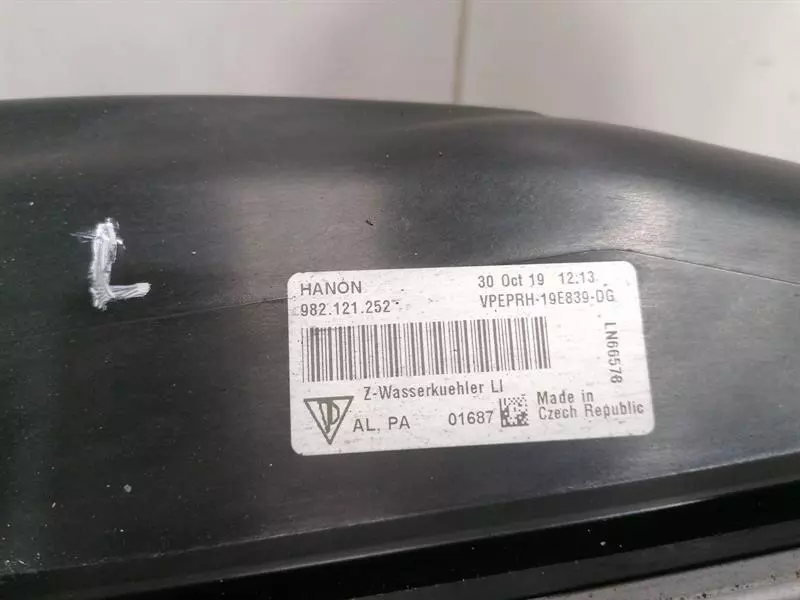 L
HANON 30 Oct 19 12:13
982.121.252 VPEPRH-19E839-DG
LN66578
Z-Wasserkuehler LI
AL, PA 01687 Made in
Czech Republic